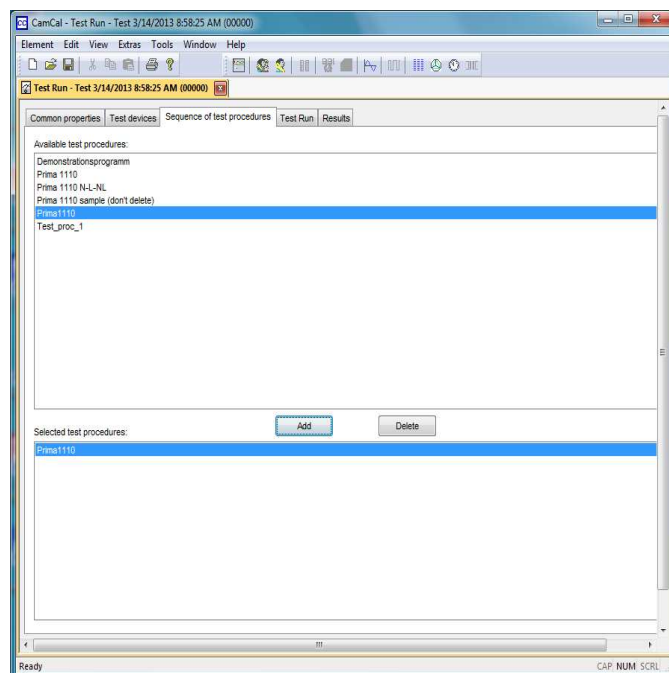 CamCal - Test Run - Test 3/14/2013 8:58:25 AM (00000)
Element Edit View Extras Tools Window Help
Test Run - Test 3/14/2013 8:58:25 AM (00000)
Common properties Test devices Sequence of test procedures Test Run Results
Available test procedures:
Demonstrationsprogramm
Prima 1110
Prima 1110 N-L-NL
Prima 1110 sample (don't delete)
Prima1110
Test_proc_1
Add Delete
Selected test procedures:
Prima1110
Ready CAP NUM SCRL